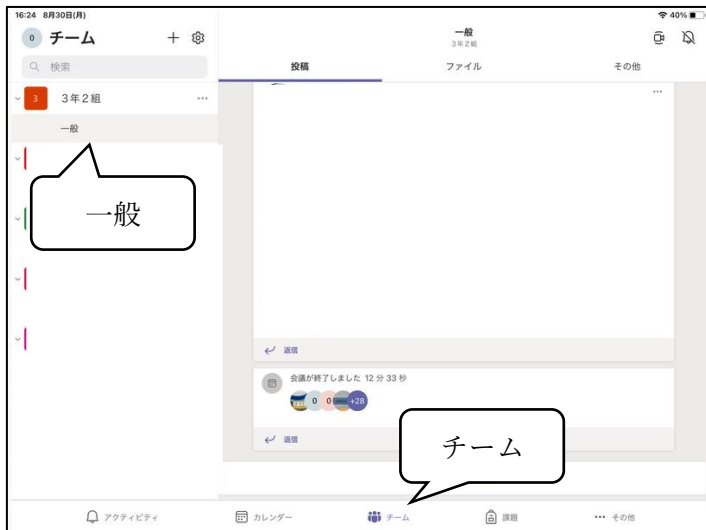 16:24 8月30日(月)
40%
0 チーム
検索
3 3年2組 ...
一般
一般
一般
3年2組
投稿 ファイル その他
...
返信
会議が終了しました 12 分 33 秒
0 0 +28
返信
チーム
アクティビティ カレンダー チーム 課題 ... その他